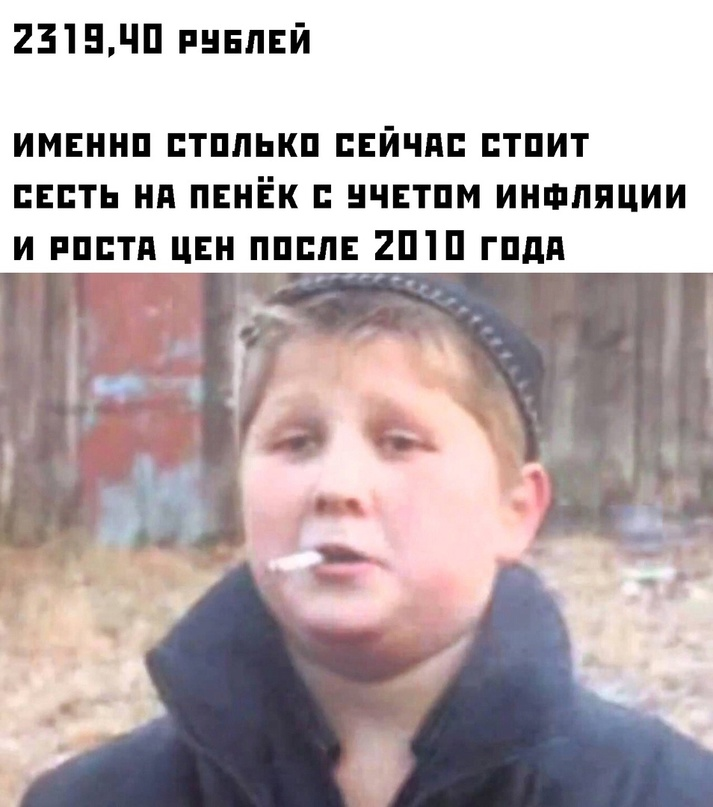 2319,40 РУБЛЕЙ
ИМЕННО СТОЛЬКО СЕЙЧАС СТОИТ
СЕСТЬ НА ПЕНЁК С УЧЕТОМ ИНФЛЯЦИИ
И РОСТА ЦЕН ПОСЛЕ 2010 ГОДА